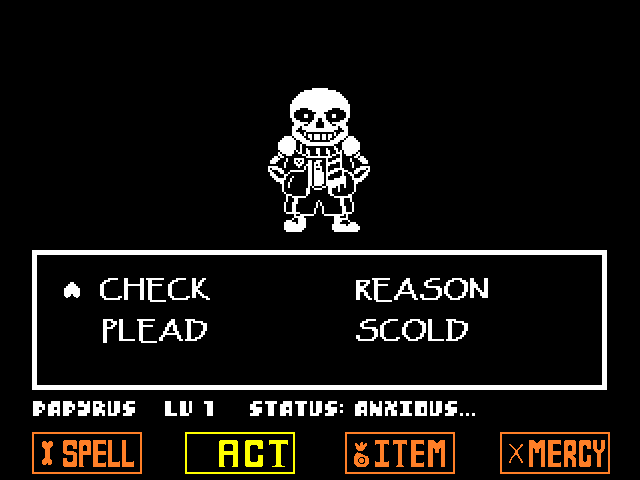 CHECK REASON
PLEAD SCOLD
PAPYRUS LV 1 STATUS: ANXIOUS...
SPELL ACT ITEM MERCY